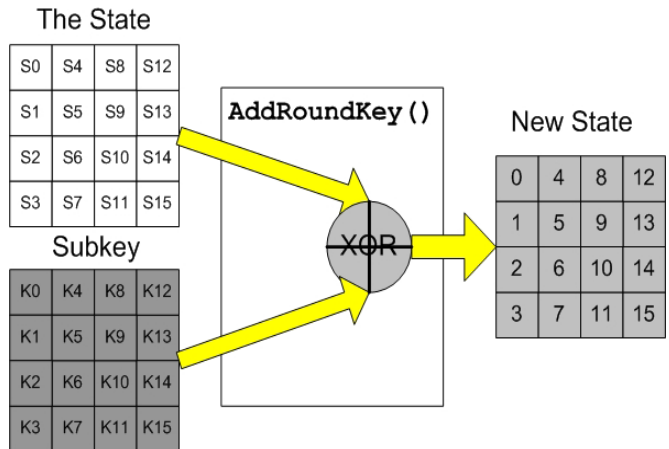 The State
S0 S4 S8 S12
S1 S5 S9 S13
S2 S6 S10 S14
S3 S7 S11 S15
Subkey
K0 K4 K8 K12
K1 K5 K9 K13
K2 K6 K10 K14
K3 K7 K11 K15
AddRoundKey()
XOR
New State
0 4 8 12
1 5 9 13
2 6 10 14
3 7 11 15